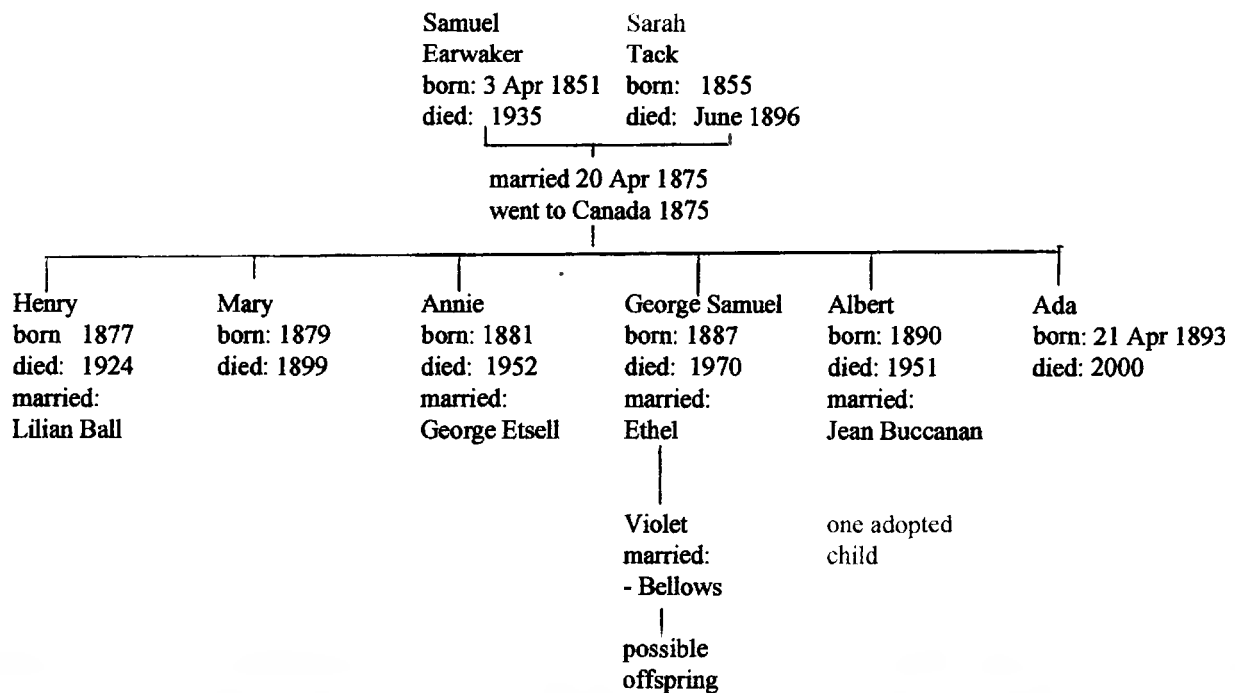 Samuel
Earwaker
born: 3 Apr 1851
died: 1935
Sarah
Tack
born: 1855
died: June 1896
married 20 Apr 1875
went to Canada 1875
Henry
born 1877
died: 1924
married:
Lilian Ball
Mary
born: 1879
died: 1899
Annie
born: 1881
died: 1952
married:
George Etsell
George Samuel
born: 1887
died: 1970
married:
Ethel
Violet
married:
- Bellows
possible
offspring
Albert
born: 1890
died: 1951
married:
Jean Buccanan
one adopted
child
Ada
born: 21 Apr 1893
died: 2000